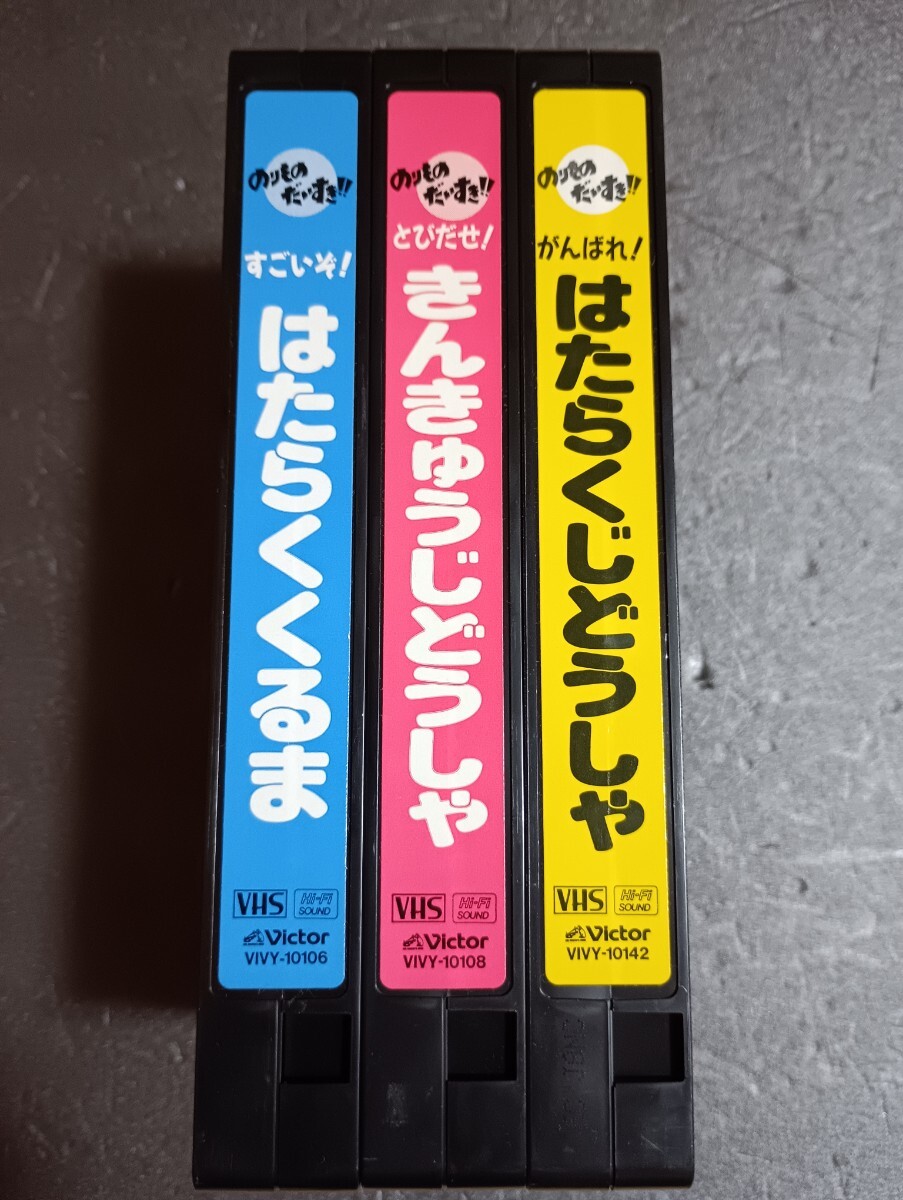 のりもの
だいすき!!
すごいぞ!
はたらくくるま
VHS
Hi-Fi
SOUND
Victor
VIVY-10106
のりもの
だいすき!!
とびだせ!
きんきゅうじどうしゃ
VHS
Hi-Fi
SOUND
Victor
VIVY-10108
のりもの
だいすき!!
がんばれ!
はたらくじどうしゃ
VHS
Hi-Fi
SOUND
Victor
VIVY-10142